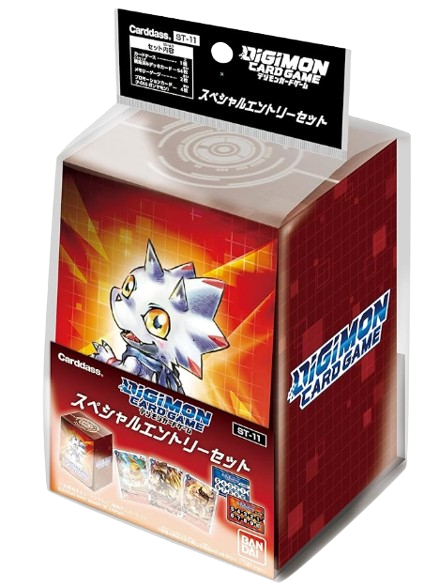 Carddass® ST-11
セット内容
DIGIMON
CARD GAME
デジモンカードゲーム
スペシャルエントリーセット
DIGIMON
CARD GAME
Carddass®
DIGIMON
CARD GAME
デジモンカードゲーム
ST-11
スペシャルエントリーセット
BAN
DAI